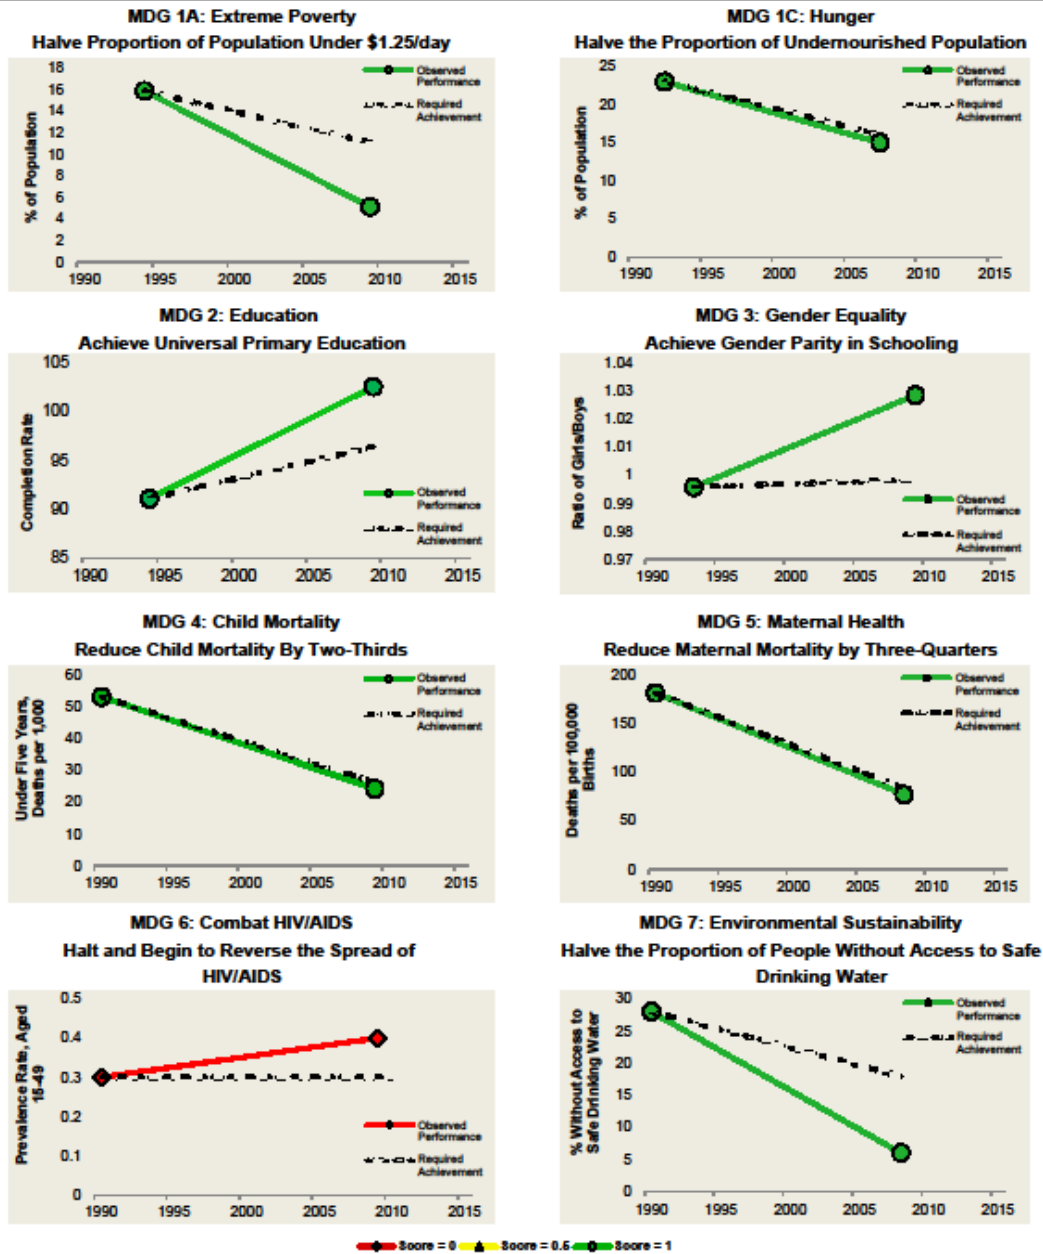 MDG 1A: Extreme Poverty
Halve Proportion of Population Under $1.25/day
18
16
14
12
10
8
6
4
2
0
% of Population
1990 1995 2000 2005 2010 2015
Observed
Performance
Required
Achievement
MDG 1C: Hunger
Halve the Proportion of Undernourished Population
25
20
15
10
5
0
% of Population
1990 1995 2000 2005 2010 2015
Observed
Performance
Required
Achievement
MDG 2: Education
Achieve Universal Primary Education
105
100
95
90
85
Completion Rate
1990 1995 2000 2005 2010 2015
Observed
Performance
Required
Achievement
MDG 3: Gender Equality
Achieve Gender Parity in Schooling
1.04
1.03
1.02
1.01
1
0.99
0.98
0.97
Ratio of Girls/Boys
1990 1995 2000 2005 2010 2015
Observed
Performance
Required
Achievement
MDG 4: Child Mortality
Reduce Child Mortality By Two-Thirds
60
50
40
30
20
10
0
Under Five Years,
Deaths per 1,000
1990 1995 2000 2005 2010 2015
Observed
Performance
Required
Achievement
MDG 5: Maternal Health
Reduce Maternal Mortality by Three-Quarters
200
150
100
50
0
Deaths per 100,000
Births
1990 1995 2000 2005 2010 2015
Observed
Performance
Required
Achievement
MDG 6: Combat HIV/AIDS
Halt and Begin to Reverse the Spread of
HIV/AIDS
0.5
0.4
0.3
0.2
0.1
0
Prevalence Rate, Aged
15-49
1990 1995 2000 2005 2010 2015
Observed
Performance
Required
Achievement
MDG 7: Environmental Sustainability
Halve the Proportion of People Without Access to Safe
Drinking Water
30
25
20
15
10
5
0
% Without Access to
Safe Drinking Water
1990 1995 2000 2005 2010 2015
Observed
Performance
Required
Achievement
Score = 0 Score = 0.5 Score = 1